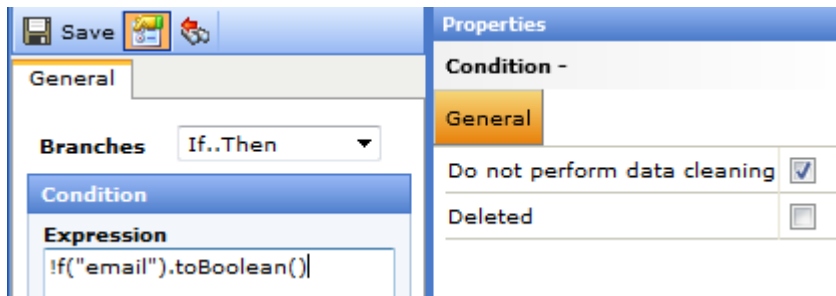 Save
General
Branches If..Then
Condition
Expression
!f("email").toBoolean()
Properties
Condition -
General
Do not perform data cleaning
Deleted